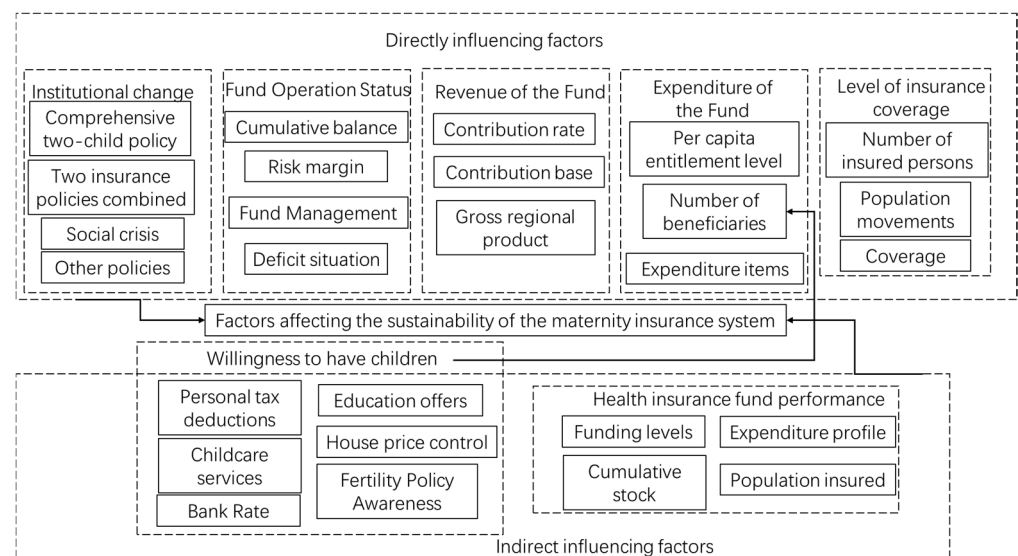 Directly influencing factors
Institutional change
Comprehensive
two-child policy
Two insurance
policies combined
Social crisis
Other policies
Fund Operation Status
Cumulative balance
Risk margin
Fund Management
Deficit situation
Revenue of the Fund
Contribution rate
Contribution base
Gross regional
product
Expenditure of
the Fund
Per capita
entitlement level
Number of
beneficiaries
Expenditure items
Level of insurance
coverage
Number of
insured persons
Population
movements
Coverage
Factors affecting the sustainability of the maternity insurance system
Willingness to have children
Personal tax
deductions
Childcare
services
Bank Rate
Education offers
House price control
Fertility Policy
Awareness
Health insurance fund performance
Funding levels
Cumulative
stock
Expenditure profile
Population insured
Indirect influencing factors